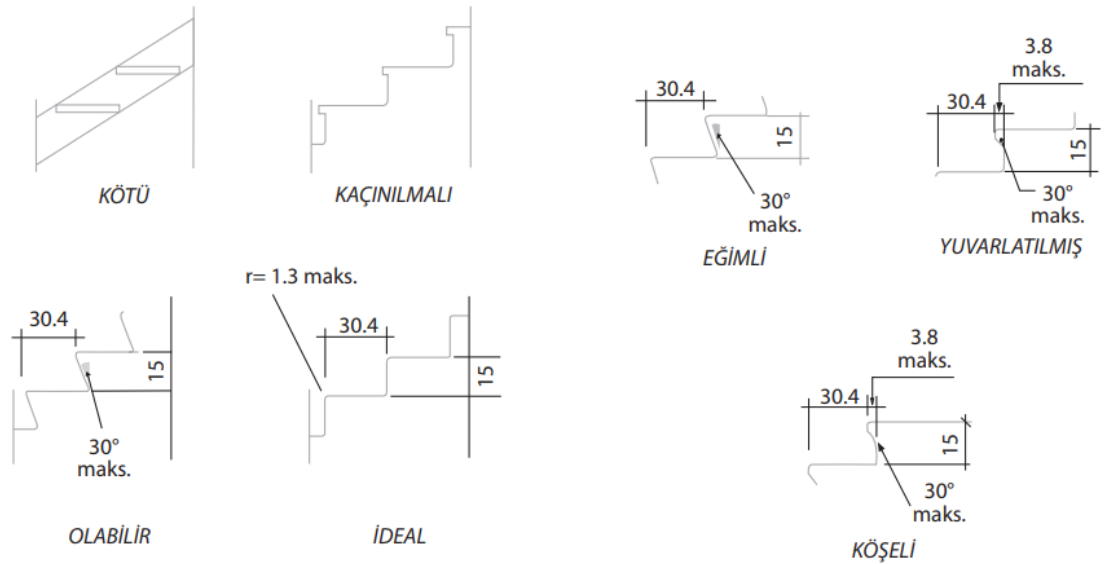 KÖTÜ
KAÇINILMALI
30.4
15
30°
maks.
EĞİMLİ
3.8
maks.
30.4
15
30°
maks.
YUVARLATILMIŞ
30.4
15
30°
maks.
OLABİLİR
r= 1.3 maks.
30.4
15
İDEAL
3.8
maks.
30.4
15
30°
maks.
KÖŞELİ